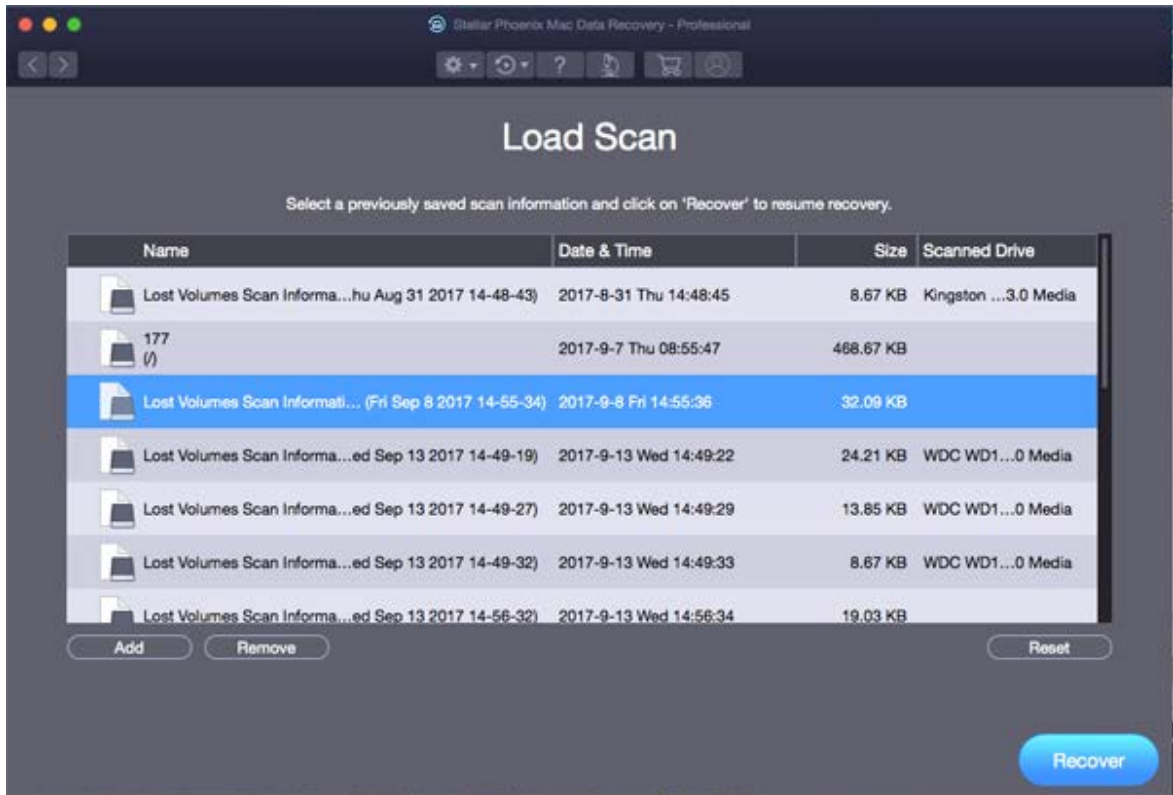 Stellar Phoenix Mac Data Recovery - Professional
?
Load Scan
Select a previously saved scan information and click on 'Recover' to resume recovery.
Name Date & Time Size Scanned Drive
Lost Volumes Scan Informa...hu Aug 31 2017 14-48-43) 2017-8-31 Thu 14:48:45 8.67 KB Kingston ...3.0 Media
177
(/) 2017-9-7 Thu 08:55:47 468.67 KB
Lost Volumes Scan Informati... (Fri Sep 8 2017 14-55-34) 2017-9-8 Fri 14:55:36 32.09 KB
Lost Volumes Scan Informa...ed Sep 13 2017 14-49-19) 2017-9-13 Wed 14:49:22 24.21 KB WDC WD1...0 Media
Lost Volumes Scan Informa...ed Sep 13 2017 14-49-27) 2017-9-13 Wed 14:49:29 13.85 KB WDC WD1...0 Media
Lost Volumes Scan Informa...ed Sep 13 2017 14-49-32) 2017-9-13 Wed 14:49:33 8.67 KB WDC WD1...0 Media
Lost Volumes Scan Informa...ed Sep 13 2017 14-56-32) 2017-9-13 Wed 14:56:34 19.03 KB
Add Remove Reset
Recover